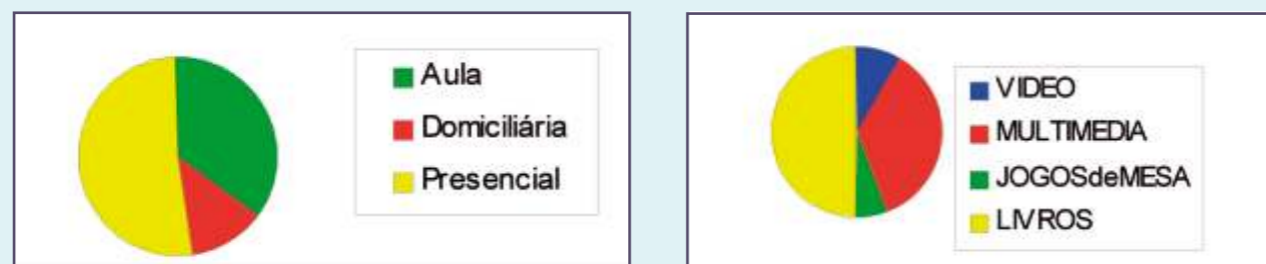 Aula
Domiciliária
Presencial
VIDEO
MULTIMEDIA
JOGOSdeMESA
LIVROS